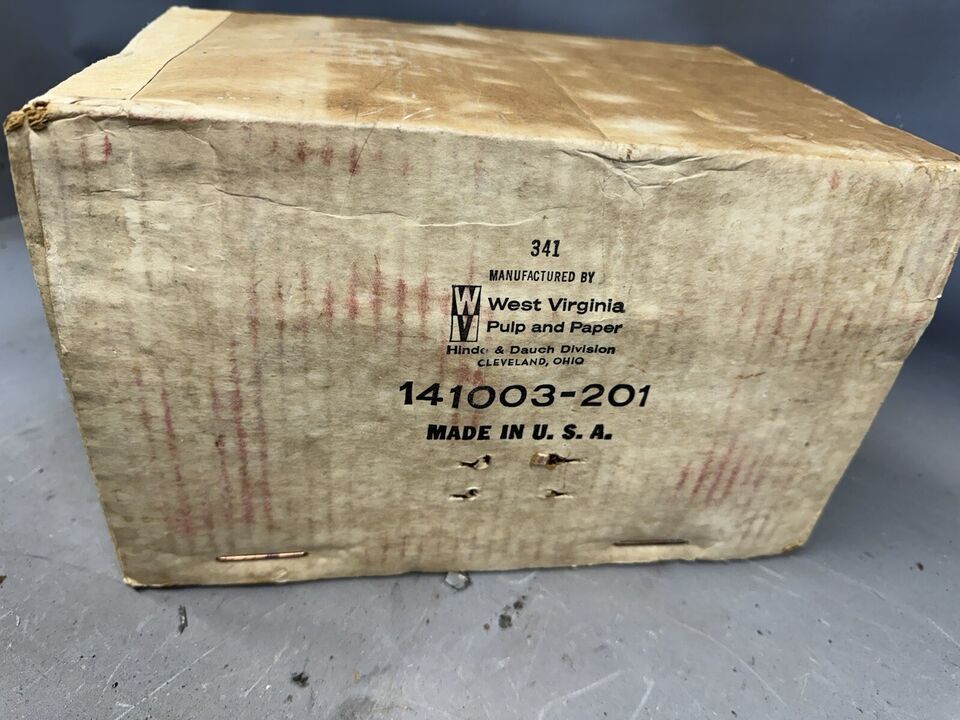 341
MANUFACTURED BY
WV West Virginia
Pulp and Paper
Hinde & Dauch Division
CLEVELAND, OHIO
141003-201
MADE IN U. S. A.